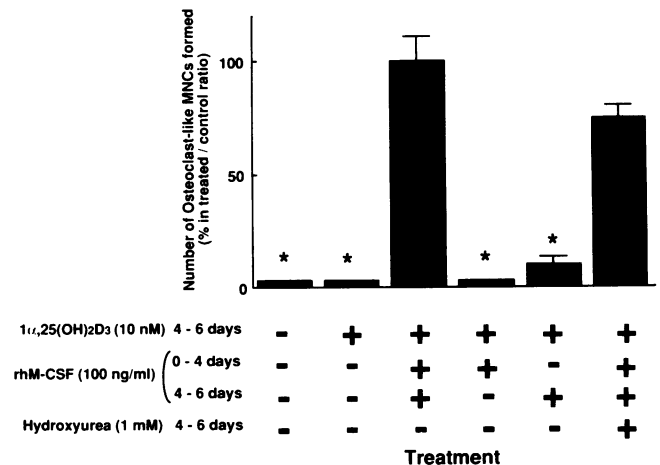 Number of Osteoclast-like MNCs formed
(% in treated / control ratio)
100
50
0
* * * *
1α,25(OH)2D3 (10 nM) 4 - 6 days - + + + + +
rhM-CSF (100 ng/ml) ( 0 - 4 days - - + + - +
4 - 6 days - - + - + +
Hydroxyurea (1 mM) 4 - 6 days - - - - - +
Treatment